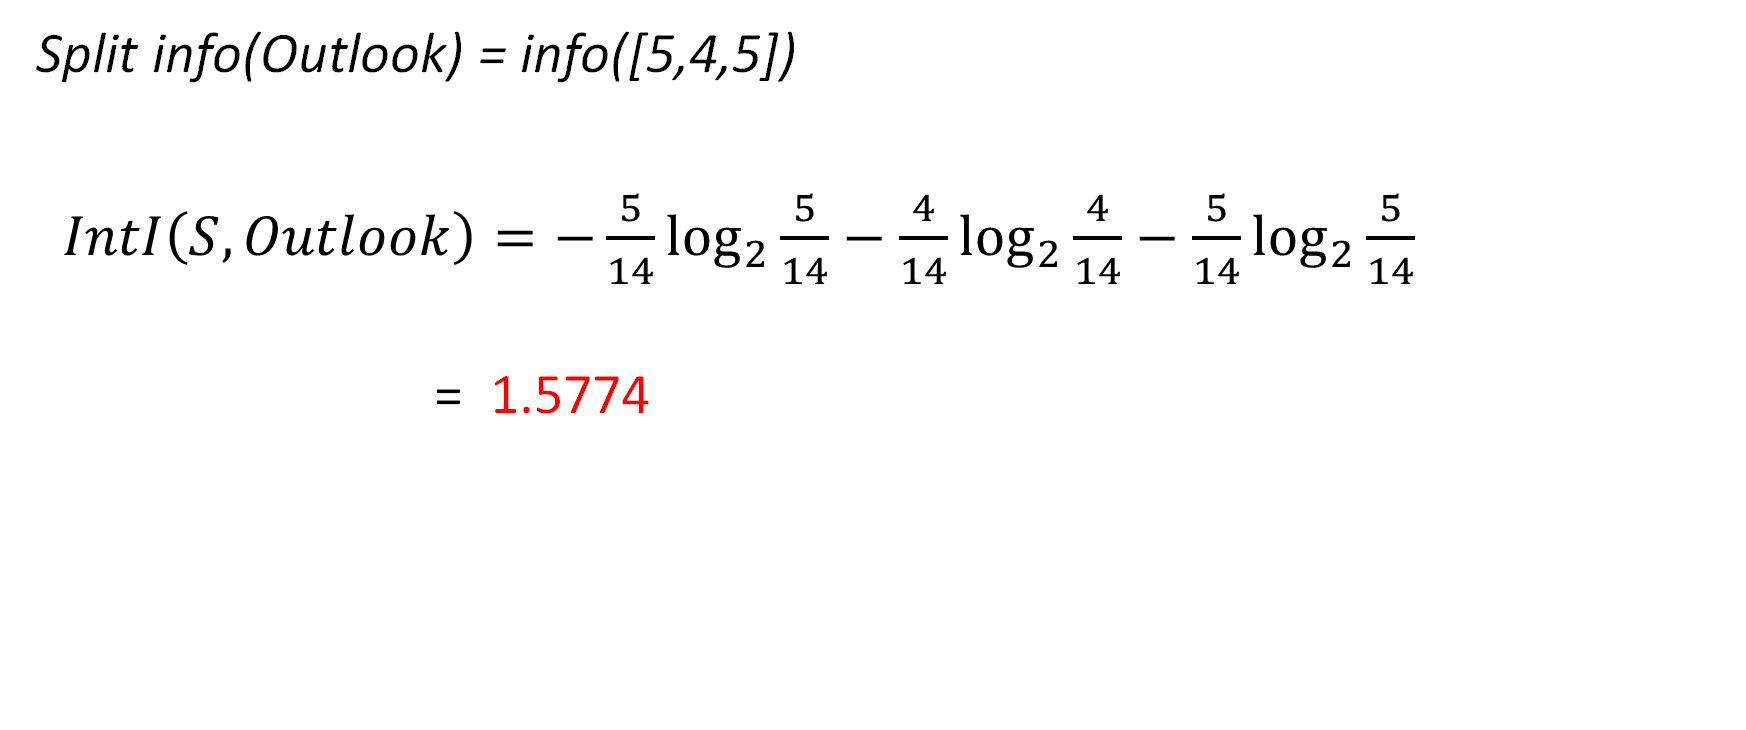 Split info(Outlook) = info([5,4,5])
IntI(S, Outlook) = − 5/14 log₂ 5/14 − 4/14 log₂ 4/14 − 5/14 log₂ 5/14
= 1.5774